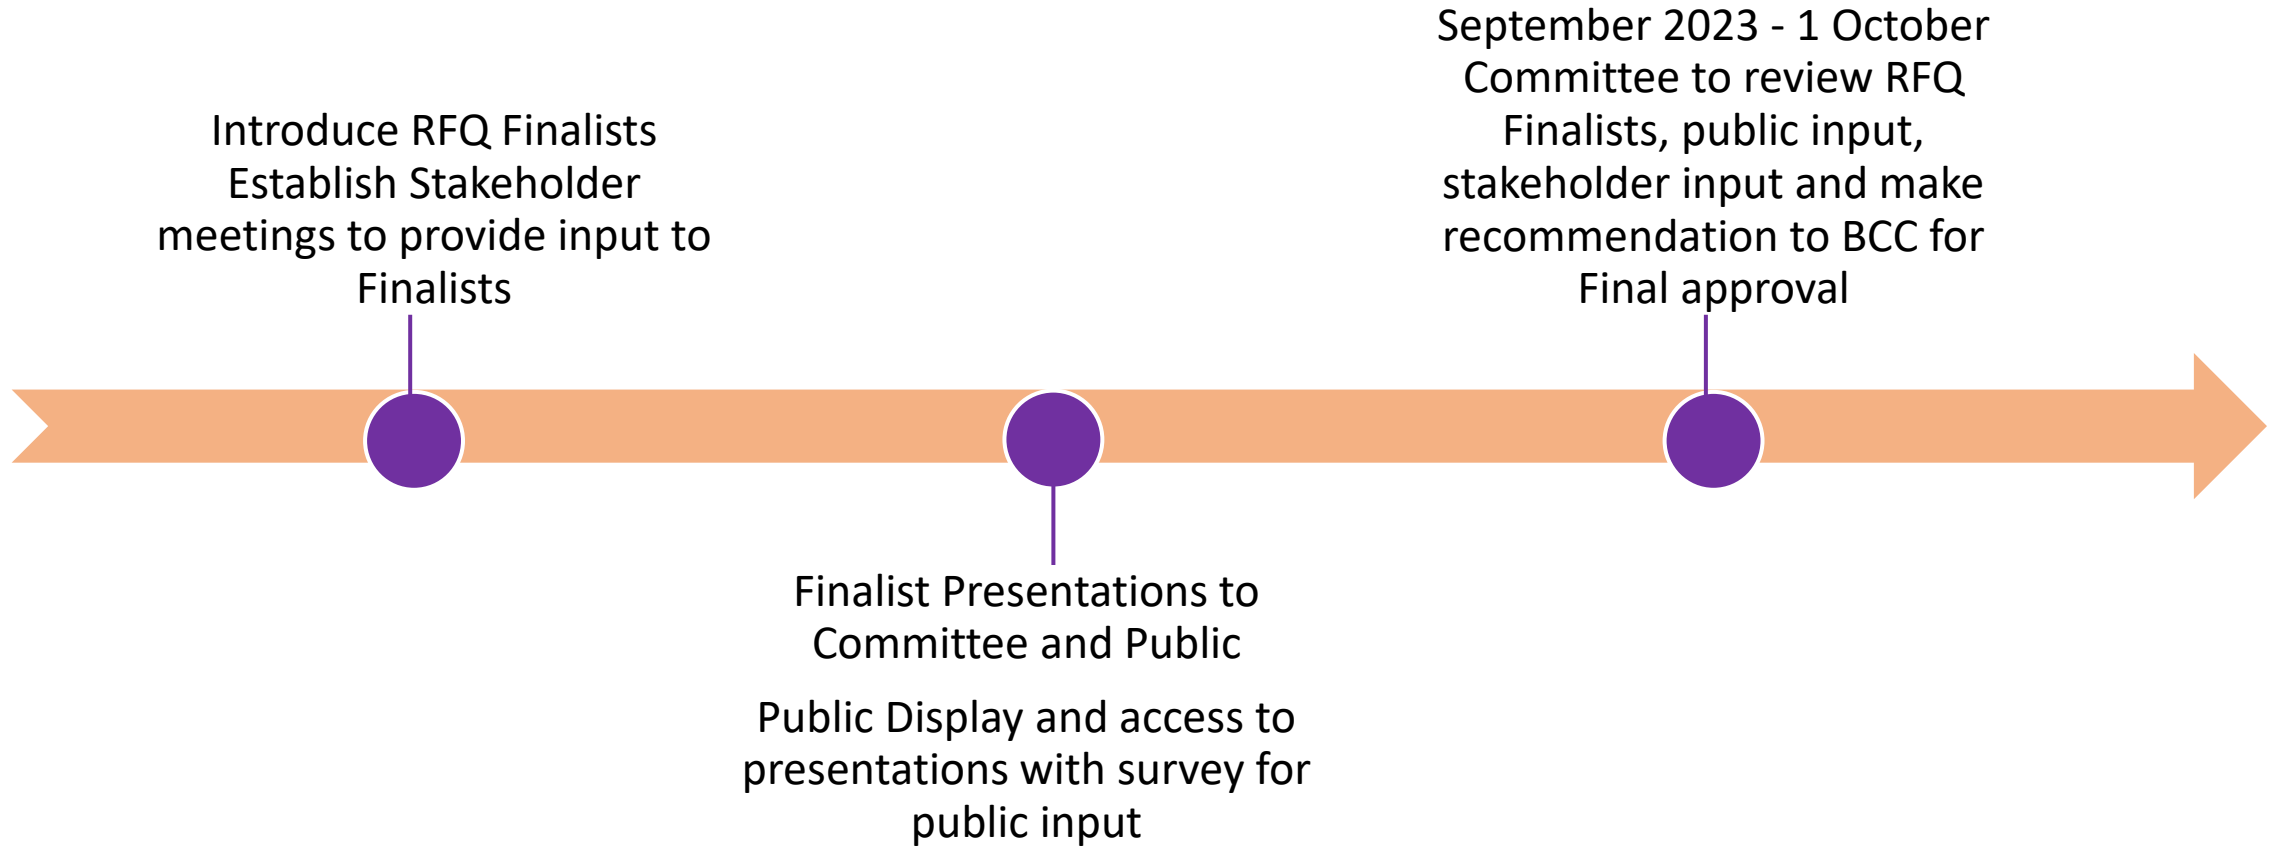 Introduce RFQ Finalists
Establish Stakeholder
meetings to provide input to
Finalists
Finalist Presentations to
Committee and Public
Public Display and access to
presentations with survey for
public input
September 2023 - 1 October
Committee to review RFQ
Finalists, public input,
stakeholder input and make
recommendation to BCC for
Final approval